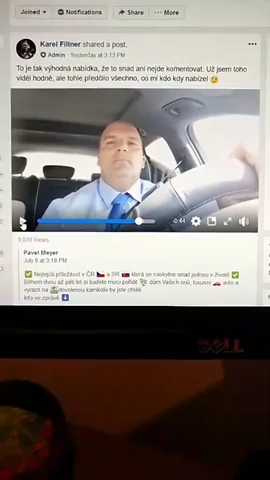 Joined
Notifications
Share
More
Karel Fillner shared a post.
Admin · Yesterday at 3:13 PM
To je tak výhodná nabídka, že to snad ani nejde komentovat. Už jsem toho
viděl hodně, ale tohle předčilo všechno, co mi kdo kdy nabízel
-0:44
Views
Pavel Meyer
July 8 at 3:18 PM
Nejlepší příležitost v ČR a SR která se naskytne snad jednou v životě
Během dvou až pěti let si budete moci pořídit dům Vašich snů, luxusní auto a
vyrazit na dovolenou kamkoliv by jste chtěli.
Info ve zprávě
DELL